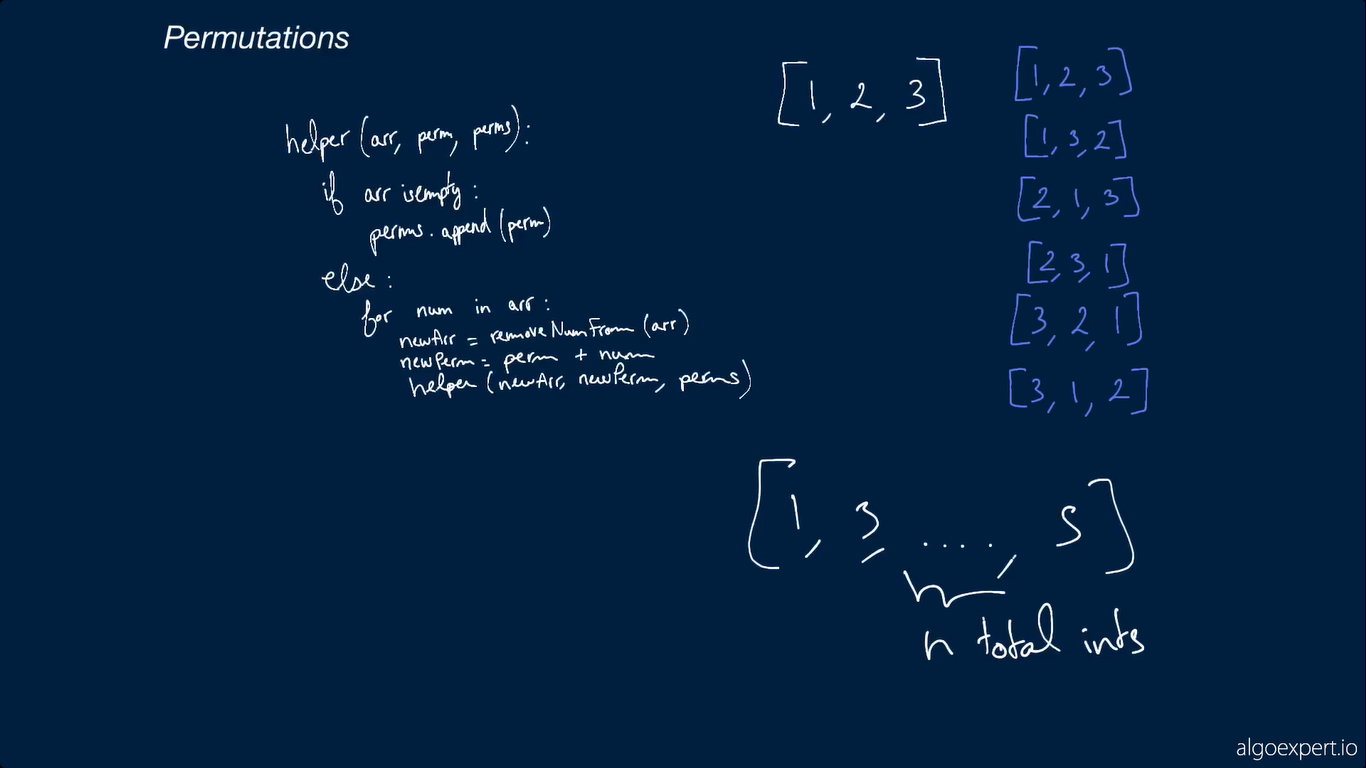 Permutations
helper (arr, perm, perms):
if arr isempty:
perms.append(perm)
else:
for num in arr:
newArr = removeNumFrom (arr)
newPerm = perm + num
helper (newArr, newPerm, perms)
[1, 2, 3]
[1, 2, 3]
[1, 3, 2]
[2, 1, 3]
[2, 3, 1]
[3, 2, 1]
[3, 1, 2]
[1, 3, ...., 5]
n total ints
algoexpert.io